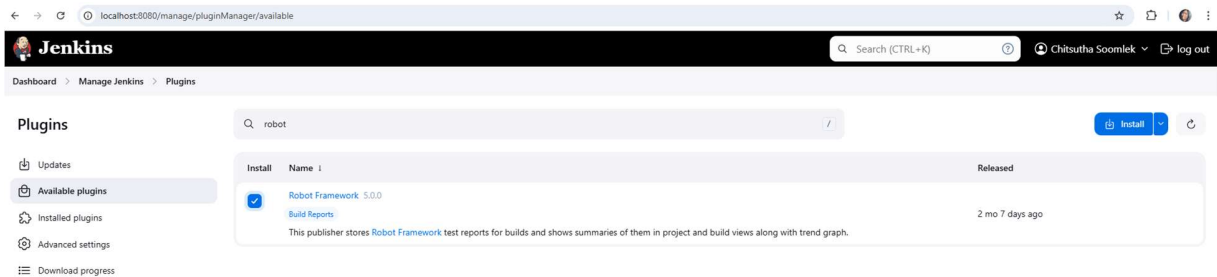 localhost:8080/manage/pluginManager/available
Jenkins
Search (CTRL+K)
Chitsutha Soomlek
log out
Dashboard > Manage Jenkins > Plugins
Plugins
robot
/
Install
Updates
Available plugins
Installed plugins
Advanced settings
Download progress
Install Name ↓ Released
Robot Framework 5.0.0
Build Reports
2 mo 7 days ago
This publisher stores Robot Framework test reports for builds and shows summaries of them in project and build views along with trend graph.